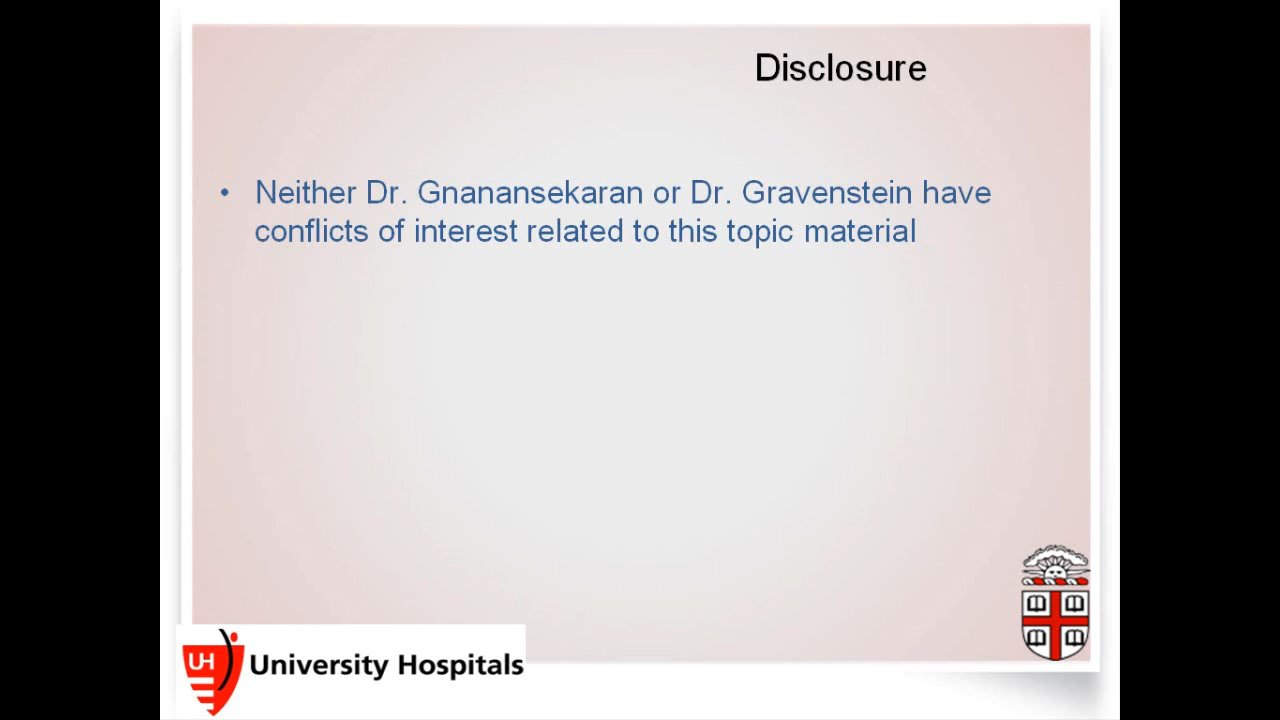 Disclosure
• Neither Dr. Gnanansekaran or Dr. Gravenstein have
conflicts of interest related to this topic material
UH University Hospitals